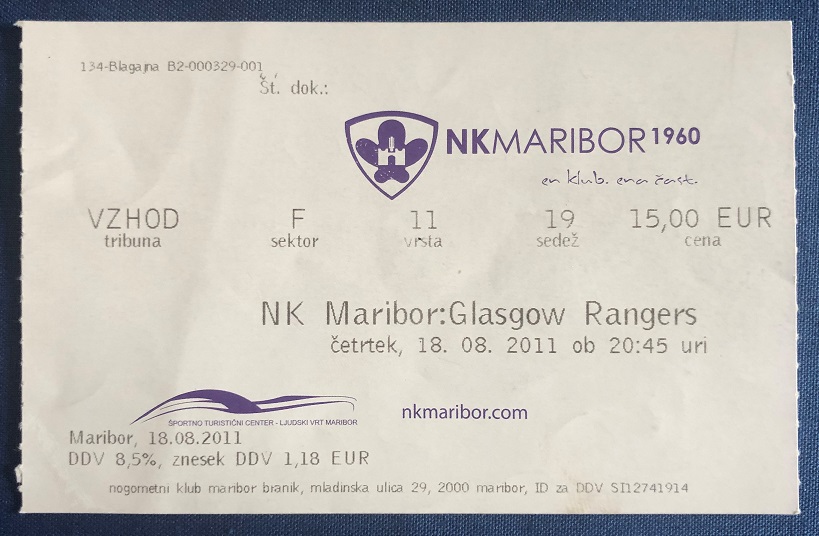 134-Blagajna B2-000329-001
Št. dok.:
NKMARIBOR 1960
en klub. ena čast.
VZHOD F 11 19 15,00 EUR
tribuna sektor vrsta sedež cena
NK Maribor:Glasgow Rangers
četrtek, 18. 08. 2011 ob 20:45 uri
ŠPORTNO TURISTIČNI CENTER - LJUDSKI VRT MARIBOR
nkmaribor.com
Maribor, 18.08.2011
DDV 8,5%, znesek DDV 1,18 EUR
nogometni klub maribor branik, mladinska ulica 29, 2000 maribor, ID za DDV SI12741914